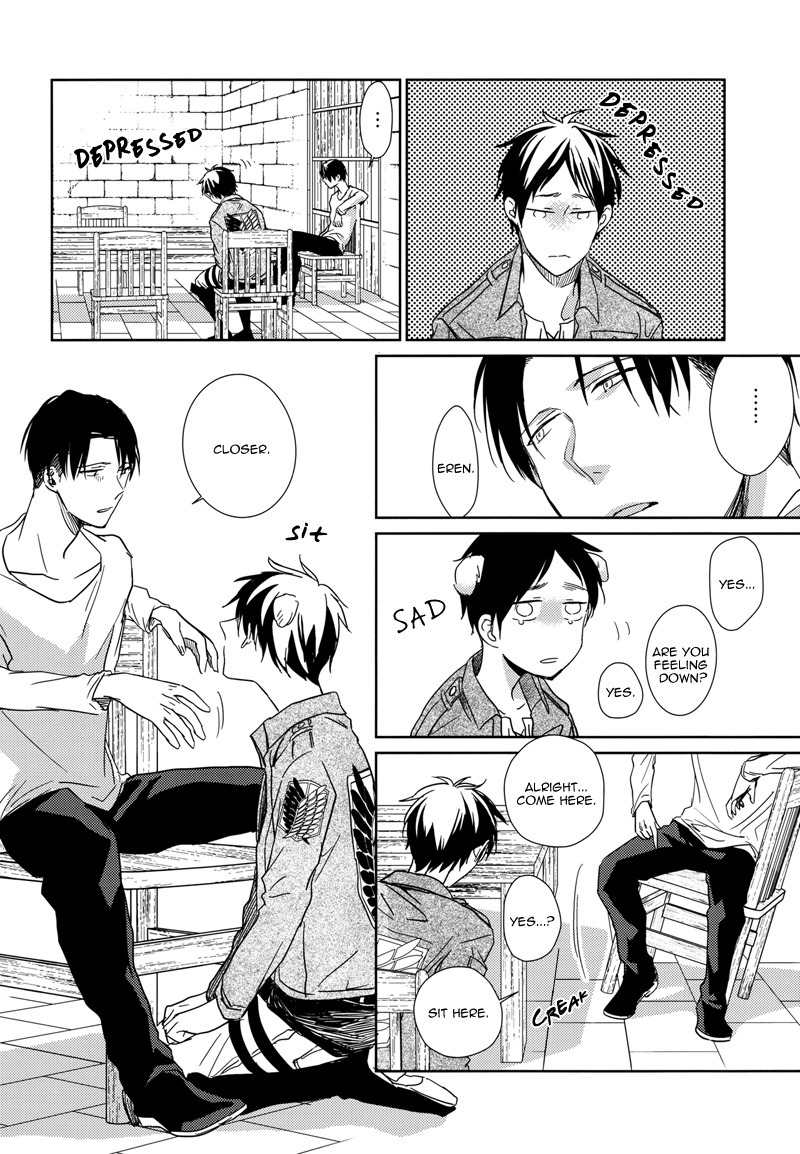 DEPRESSED
DEPRESSED
...
......
EREN.
YES...
ARE YOU
FEELING
DOWN?
YES.
SAD
ALRIGHT...
COME HERE.
YES...?
SIT HERE.
CREAK
CLOSER.
sit